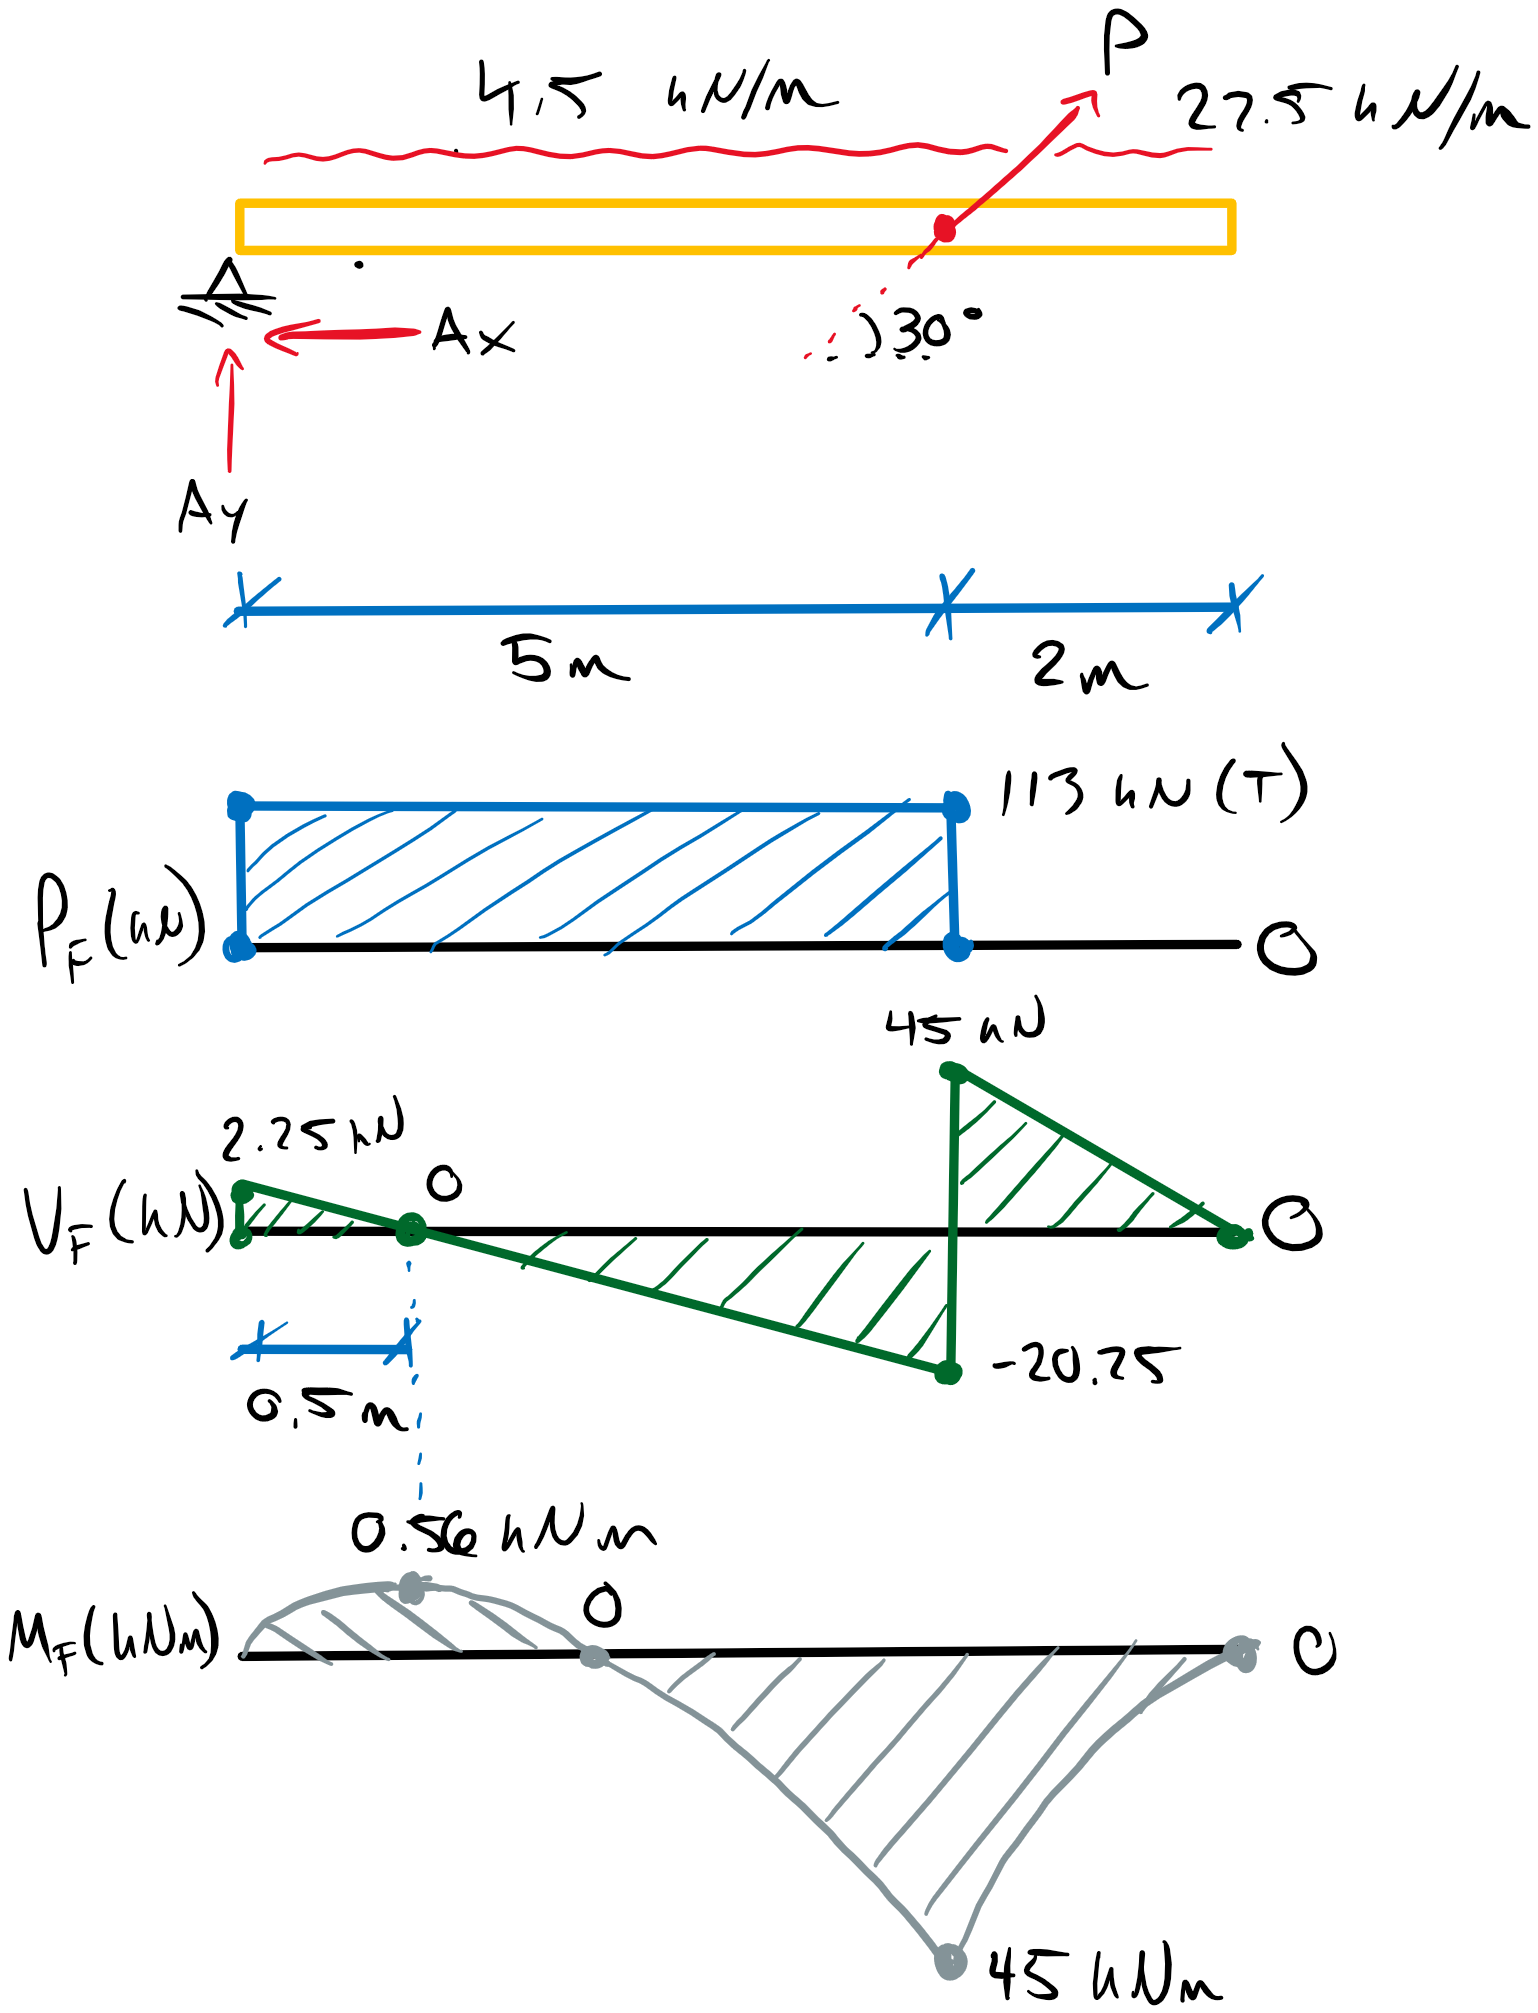 P
4.5 kN/m
22.5 kN/m
)30°
Ax
Ay
5m
2m
113 kN (T)
PF (kN)
0
45 kN
2.25 kN
0
VF (kN)
0
-20.25
0.5m
0.56 kNm
0
MF (kNm)
0
45 kNm